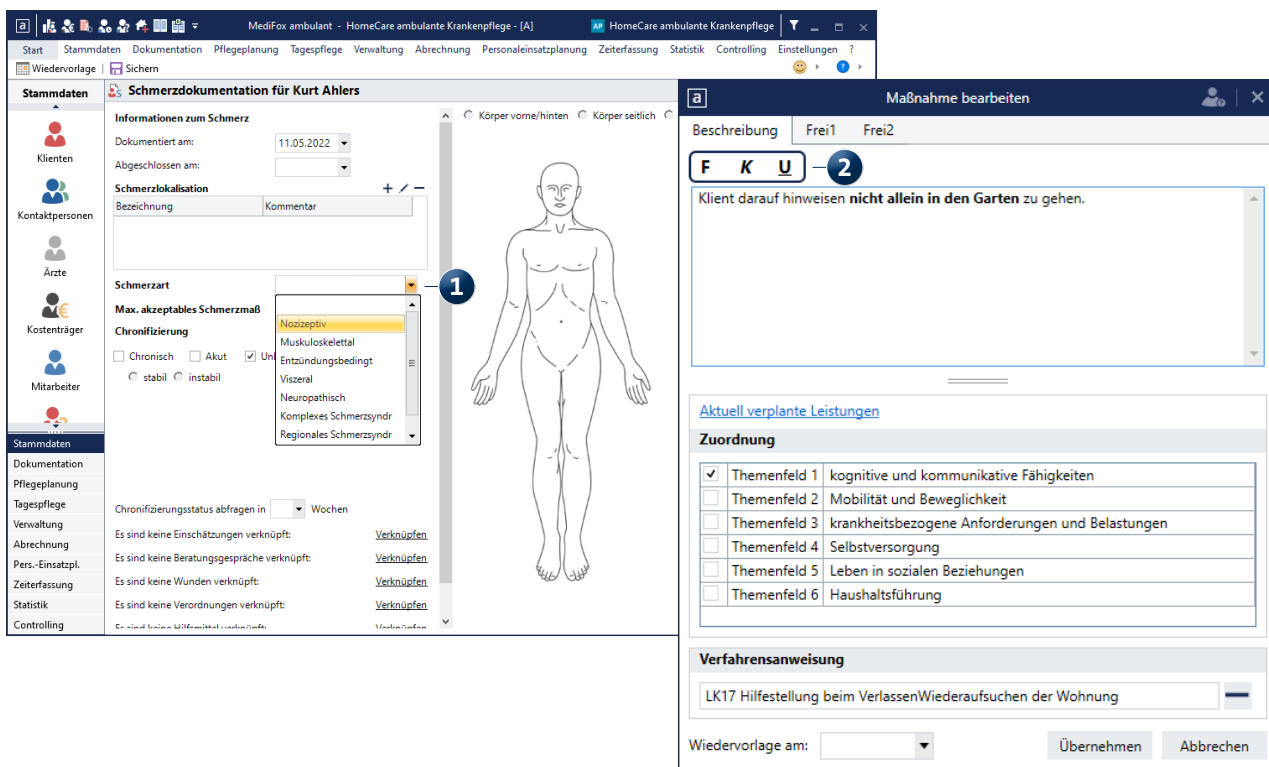 MediFox ambulant - HomeCare ambulante Krankenpflege - [A]
AP HomeCare ambulante Krankenpflege
Start Stammdaten Dokumentation Pflegeplanung Tagespflege Verwaltung Abrechnung Personaleinsatzplanung Zeiterfassung Statistik Controlling Einstellungen ?
Wiedervorlage Sichern
Stammdaten
Klienten
Kontaktpersonen
Ärzte
Kostenträger
Mitarbeiter
Stammdaten
Dokumentation
Pflegeplanung
Tagespflege
Verwaltung
Abrechnung
Pers.-Einsatzpl.
Zeiterfassung
Statistik
Controlling
Schmerzdokumentation für Kurt Ahlers
Informationen zum Schmerz
Dokumentiert am: 11.05.2022
Abgeschlossen am:
Schmerzlokalisation
Bezeichnung Kommentar
Schmerzart
1
Max. akzeptables Schmerzmaß
Chronifizierung
Chronisch Akut
stabil instabil
Nozizeptiv
Muskuloskelettal
Entzündungsbedingt
Viszeral
Neuropathisch
Komplexes Schmerzsyndr
Regionales Schmerzsyndr
Chronifizierungsstatus abfragen in Wochen
Es sind keine Einschätzungen verknüpft: Verknüpfen
Es sind keine Beratungsgespräche verknüpft: Verknüpfen
Es sind keine Wunden verknüpft: Verknüpfen
Es sind keine Verordnungen verknüpft: Verknüpfen
Es sind keine Hilfsmittel verknüpft: Verknüpfen
Körper vorne/hinten Körper seitlich
a Maßnahme bearbeiten
Beschreibung Frei1 Frei2
F K U
2
Klient darauf hinweisen nicht allein in den Garten zu gehen.
Aktuell verplante Leistungen
Zuordnung
Themenfeld 1 kognitive und kommunikative Fähigkeiten
Themenfeld 2 Mobilität und Beweglichkeit
Themenfeld 3 krankheitsbezogene Anforderungen und Belastungen
Themenfeld 4 Selbstversorgung
Themenfeld 5 Leben in sozialen Beziehungen
Themenfeld 6 Haushaltsführung
Verfahrensanweisung
LK17 Hilfestellung beim VerlassenWiederaufsuchen der Wohnung
Wiedervorlage am:
Übernehmen Abbrechen